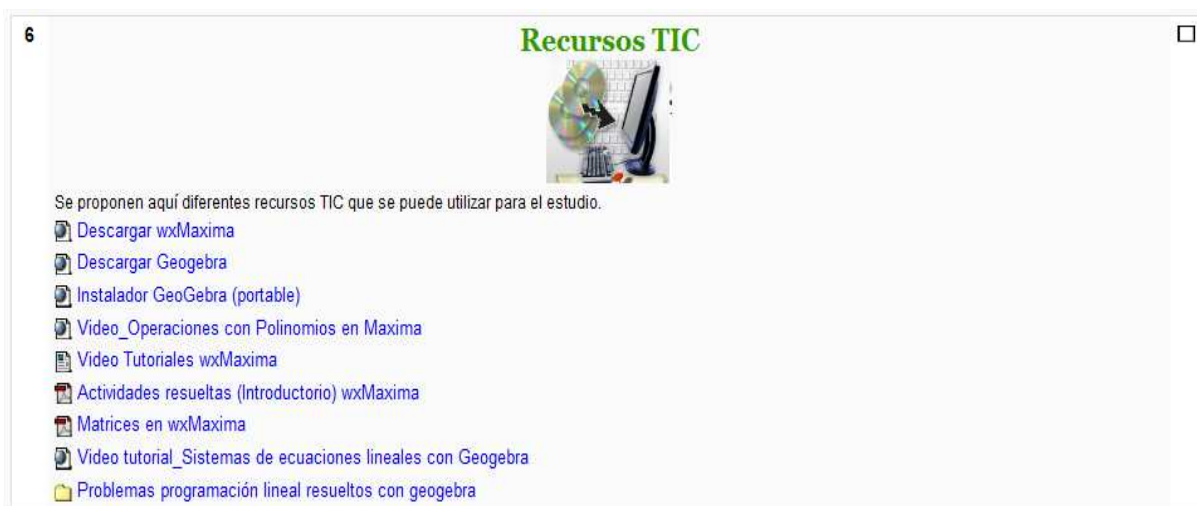 6
Recursos TIC
Se proponen aquí diferentes recursos TIC que se puede utilizar para el estudio.
Descargar wxMaxima
Descargar Geogebra
Instalador GeoGebra (portable)
Video_Operaciones con Polinomios en Maxima
Video Tutoriales wxMaxima
Actividades resueltas (Introductorio) wxMaxima
Matrices en wxMaxima
Video tutorial_Sistemas de ecuaciones lineales con Geogebra
Problemas programación lineal resueltos con geogebra